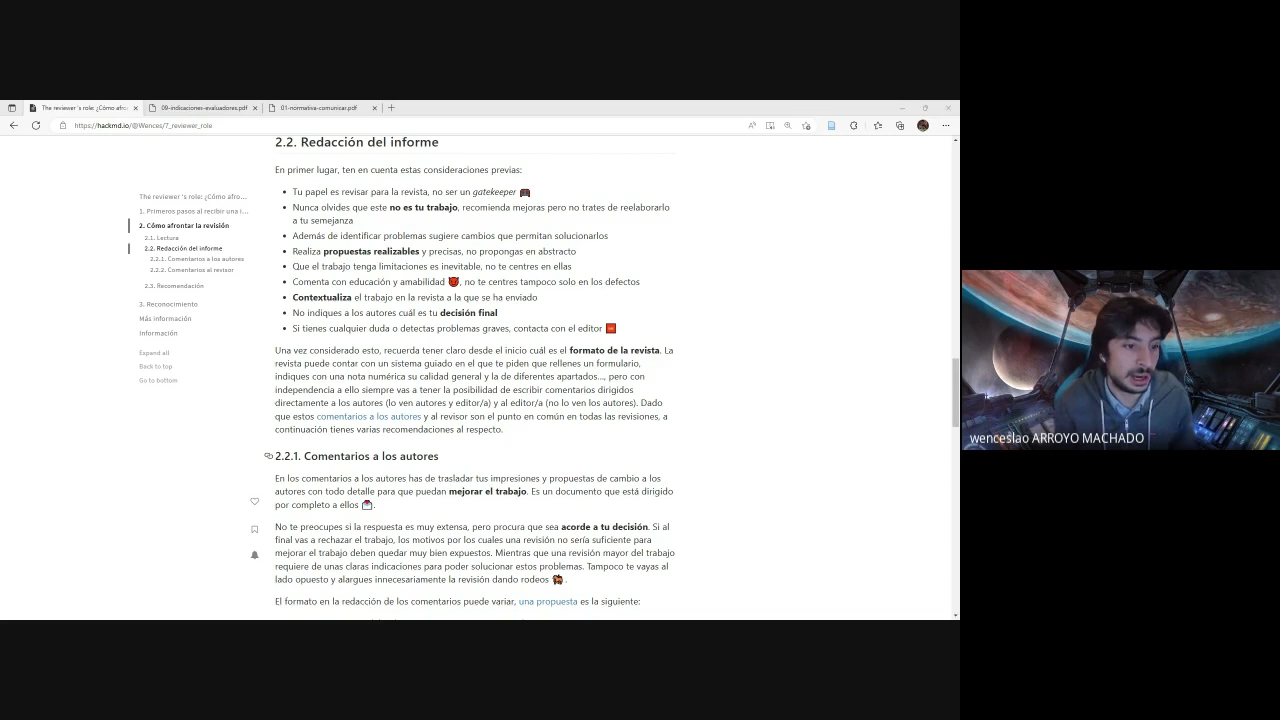 The reviewer 's role: ¿Cómo afro
09-indicaciones-evaluadores.pdf
01-normativa-comunicar.pdf
https://hackmd.io/@Wences/7_reviewer_role
The reviewer 's role: ¿Cómo afro...
1. Primeros pasos al recibir una i...
2. Cómo afrontar la revisión
2.1. Lectura
2.2. Redacción del informe
2.2.1. Comentarios a los autores
2.2.2. Comentarios al revisor
2.3. Recomendación
3. Reconocimiento
Más información
Información
Expand all
Back to top
Go to bottom
2.2. Redacción del informe
En primer lugar, ten en cuenta estas consideraciones previas:
• Tu papel es revisar para la revista, no ser un gatekeeper
• Nunca olvides que este no es tu trabajo, recomienda mejoras pero no trates de reelaborarlo
a tu semejanza
• Además de identificar problemas sugiere cambios que permitan solucionarlos
• Realiza propuestas realizables y precisas, no propongas en abstracto
• Que el trabajo tenga limitaciones es inevitable, no te centres en ellas
• Comenta con educación y amabilidad 👹, no te centres tampoco solo en los defectos
• Contextualiza el trabajo en la revista a la que se ha enviado
• No indiques a los autores cuál es tu decisión final
• Si tienes cualquier duda o detectas problemas graves, contacta con el editor
Una vez considerado esto, recuerda tener claro desde el inicio cuál es el formato de la revista. La
revista puede contar con un sistema guiado en el que te piden que rellenes un formulario,
indiques con una nota numérica su calidad general y la de diferentes apartados..., pero con
independencia a ello siempre vas a tener la posibilidad de escribir comentarios dirigidos
directamente a los autores (lo ven autores y editor/a) y al editor/a (no lo ven los autores). Dado
que estos comentarios a los autores y al revisor son el punto en común en todas las revisiones, a
continuación tienes varias recomendaciones al respecto.
2.2.1. Comentarios a los autores
En los comentarios a los autores has de trasladar tus impresiones y propuestas de cambio a los
autores con todo detalle para que puedan mejorar el trabajo. Es un documento que está dirigido
por completo a ellos.
No te preocupes si la respuesta es muy extensa, pero procura que sea acorde a tu decisión. Si al
final vas a rechazar el trabajo, los motivos por los cuales una revisión no sería suficiente para
mejorar el trabajo deben quedar muy bien expuestos. Mientras que una revisión mayor del trabajo
requiere de unas claras indicaciones para poder solucionar estos problemas. Tampoco te vayas al
lado opuesto y alargues innecesariamente la revisión dando rodeos.
El formato en la redacción de los comentarios puede variar, una propuesta es la siguiente:
wenceslao ARROYO MACHADO